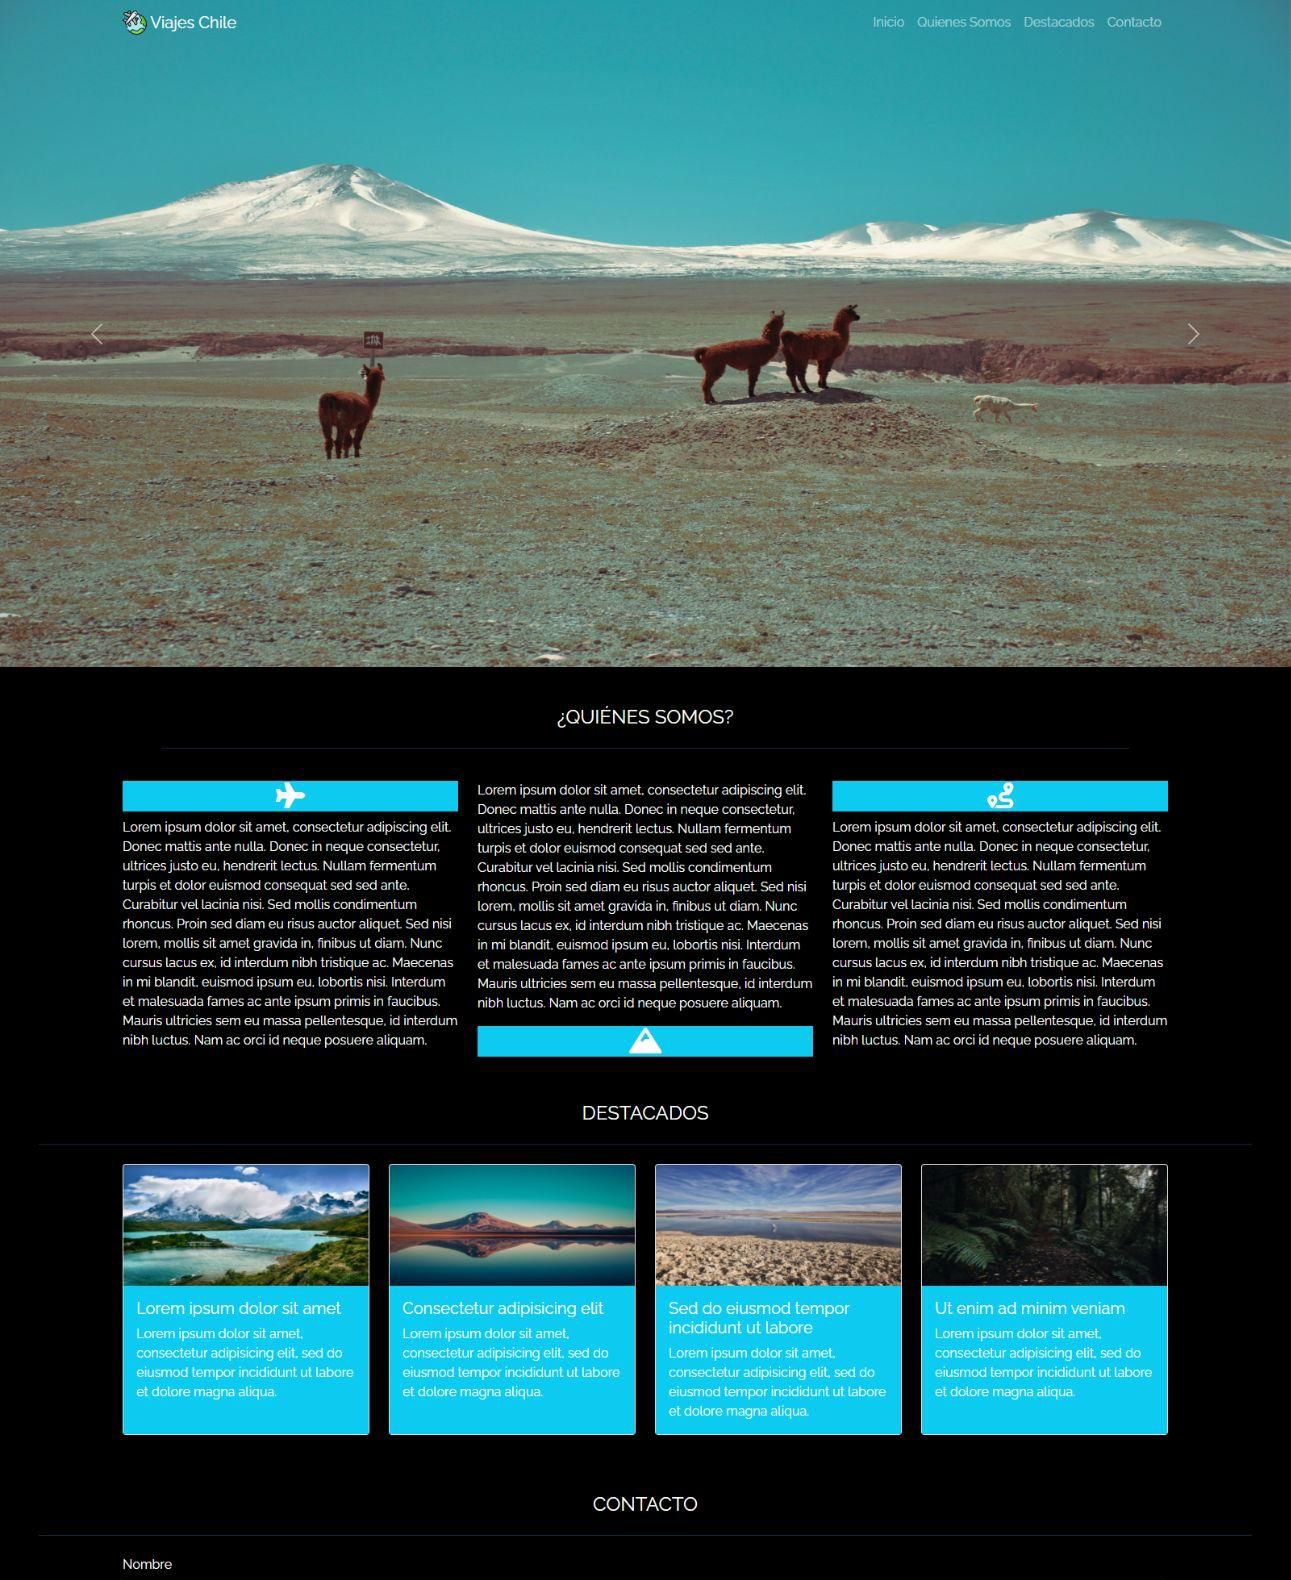 Viajes Chile
Inicio Quienes Somos Destacados Contacto
¿QUIÉNES SOMOS?
Lorem ipsum dolor sit amet, consectetur adipiscing elit.
Donec mattis ante nulla. Donec in neque consectetur,
ultrices justo eu, hendrerit lectus. Nullam fermentum
turpis et dolor euismod consequat sed sed ante.
Curabitur vel lacinia nisi. Sed mollis condimentum
rhoncus. Proin sed diam eu risus auctor aliquet. Sed nisi
lorem, mollis sit amet gravida in, finibus ut diam. Nunc
cursus lacus ex, id interdum nibh tristique ac. Maecenas
in mi blandit, euismod ipsum eu, lobortis nisi. Interdum
et malesuada fames ac ante ipsum primis in faucibus.
Mauris ultricies sem eu massa pellentesque, id interdum
nibh luctus. Nam ac orci id neque posuere aliquam.
Lorem ipsum dolor sit amet, consectetur adipiscing elit.
Donec mattis ante nulla. Donec in neque consectetur,
ultrices justo eu, hendrerit lectus. Nullam fermentum
turpis et dolor euismod consequat sed sed ante.
Curabitur vel lacinia nisi. Sed mollis condimentum
rhoncus. Proin sed diam eu risus auctor aliquet. Sed nisi
lorem, mollis sit amet gravida in, finibus ut diam. Nunc
cursus lacus ex, id interdum nibh tristique ac. Maecenas
in mi blandit, euismod ipsum eu, lobortis nisi. Interdum
et malesuada fames ac ante ipsum primis in faucibus.
Mauris ultricies sem eu massa pellentesque, id interdum
nibh luctus. Nam ac orci id neque posuere aliquam.
Lorem ipsum dolor sit amet, consectetur adipiscing elit.
Donec mattis ante nulla. Donec in neque consectetur,
ultrices justo eu, hendrerit lectus. Nullam fermentum
turpis et dolor euismod consequat sed sed ante.
Curabitur vel lacinia nisi. Sed mollis condimentum
rhoncus. Proin sed diam eu risus auctor aliquet. Sed nisi
lorem, mollis sit amet gravida in, finibus ut diam. Nunc
cursus lacus ex, id interdum nibh tristique ac. Maecenas
in mi blandit, euismod ipsum eu, lobortis nisi. Interdum
et malesuada fames ac ante ipsum primis in faucibus.
Mauris ultricies sem eu massa pellentesque, id interdum
nibh luctus. Nam ac orci id neque posuere aliquam.
DESTACADOS
Lorem ipsum dolor sit amet
Lorem ipsum dolor sit amet,
consectetur adipisicing elit, sed do
eiusmod tempor incididunt ut labore
et dolore magna aliqua.
Consectetur adipisicing elit
Lorem ipsum dolor sit amet,
consectetur adipisicing elit, sed do
eiusmod tempor incididunt ut labore
et dolore magna aliqua.
Sed do eiusmod tempor
incididunt ut labore
Lorem ipsum dolor sit amet,
consectetur adipisicing elit, sed do
eiusmod tempor incididunt ut labore
et dolore magna aliqua.
Ut enim ad minim veniam
Lorem ipsum dolor sit amet,
consectetur adipisicing elit, sed do
eiusmod tempor incididunt ut labore
et dolore magna aliqua.
CONTACTO
Nombre